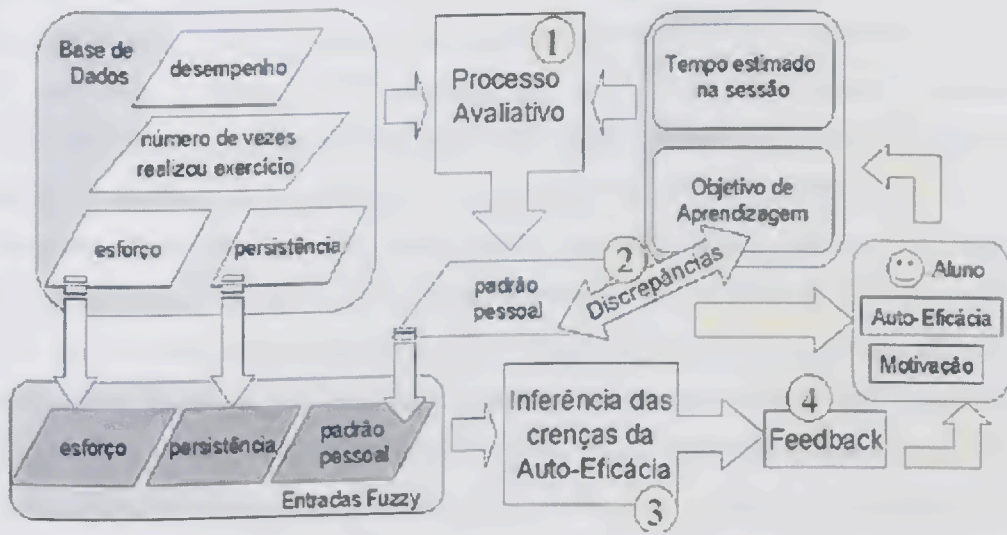 Base de
Dados
desempenho
número de vezes
realizou exercício
esforço
persistência
1
Processo
Avaliativo
Tempo estimado
na sessão
Objetivo de
Aprendizagem
2
Discrepâncias
padrão
pessoal
Aluno
Auto-Eficácia
Motivação
esforço
persistência
padrão
pessoal
Entradas Fuzzy
Inferência das
crenças da
Auto-Eficácia
3
4
Feedback